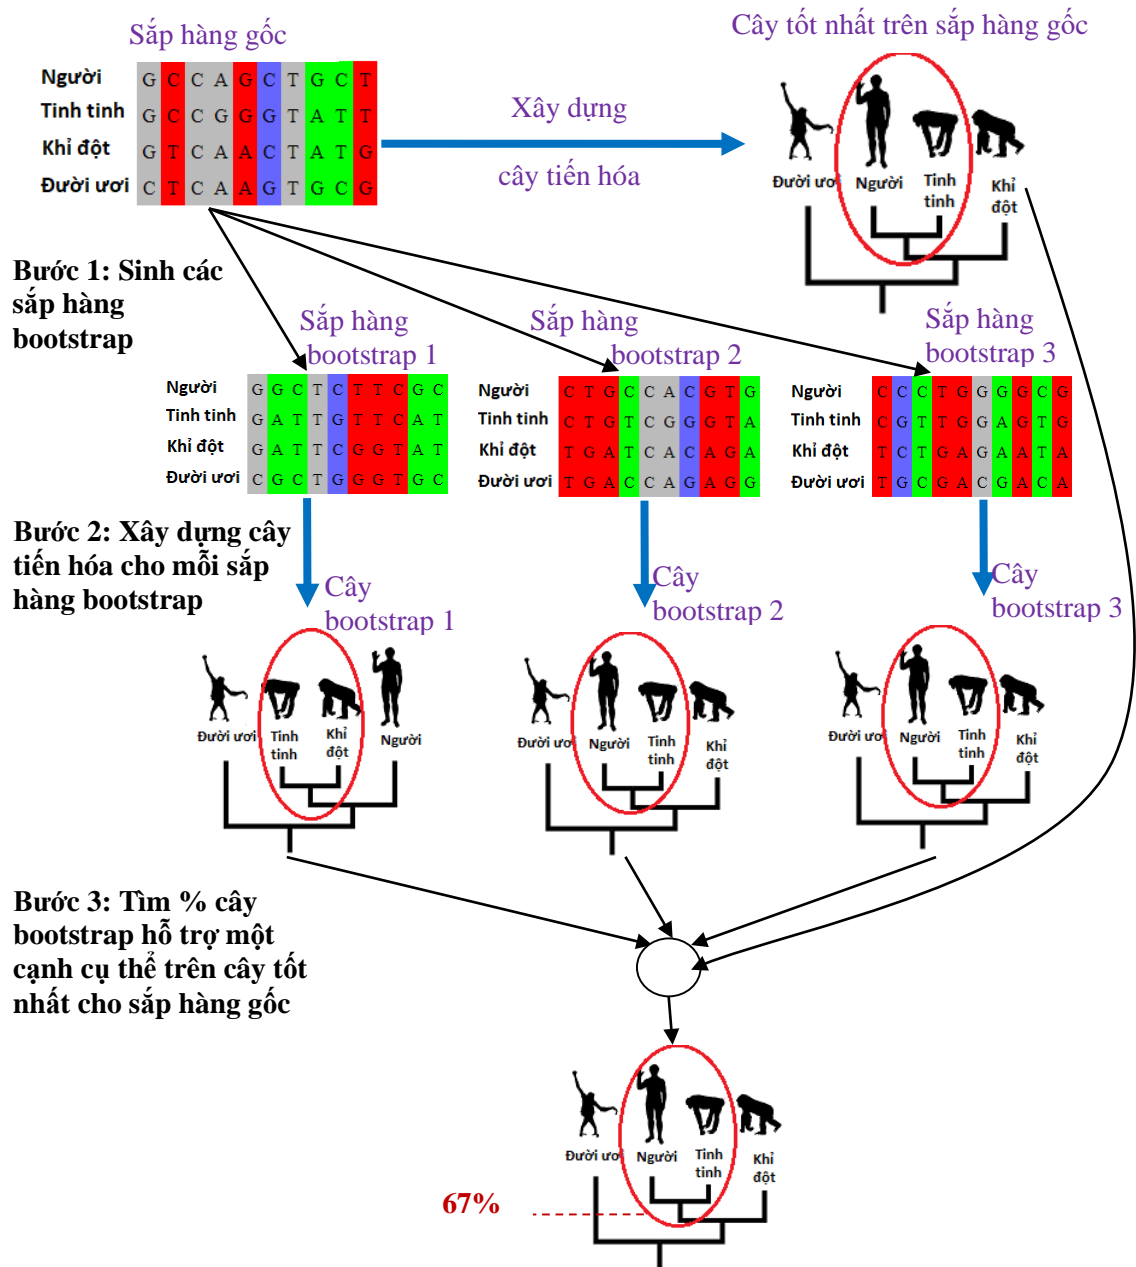 Sắp hàng gốc
Cây tốt nhất trên sắp hàng gốc
Người G C C A G C T G C T
Tinh tinh G C C G G G T A T T
Khỉ đột G T C A A C T A T G
Đười ươi C T C A A G T G C G
Xây dựng
cây tiến hóa
Đười ươi Người Tinh
tinh Khỉ
đột
Bước 1: Sinh các
sắp hàng
bootstrap
Sắp hàng
bootstrap 1
Sắp hàng
bootstrap 2
Sắp hàng
bootstrap 3
Người G G C T C T T C G C
Tinh tinh G A T T G T T C A T
Khỉ đột G A T T C G G T A T
Đười ươi C G C T G G G T G C
Người C T G C C A C G T G
Tinh tinh C T G T C G G G T A
Khỉ đột T G A T C A C A G A
Đười ươi T G A C C A G A G G
Người C C C T G G G G C G
Tinh tinh C G T T G G A G T G
Khỉ đột T C T G A G A A T A
Đười ươi T G C G A C G A C A
Bước 2: Xây dựng cây
tiến hóa cho mỗi sắp
hàng bootstrap
Cây
bootstrap 1
Cây
bootstrap 2
Cây
bootstrap 3
Đười ươi Tinh
tinh Khỉ
đột Người
Đười ươi Người Tinh
tinh Khỉ
đột
Đười ươi Người Tinh
tinh Khỉ
đột
Bước 3: Tìm % cây
bootstrap hỗ trợ một
cạnh cụ thể trên cây tốt
nhất cho sắp hàng gốc
Đười ươi Người Tinh
tinh Khỉ
đột
67%